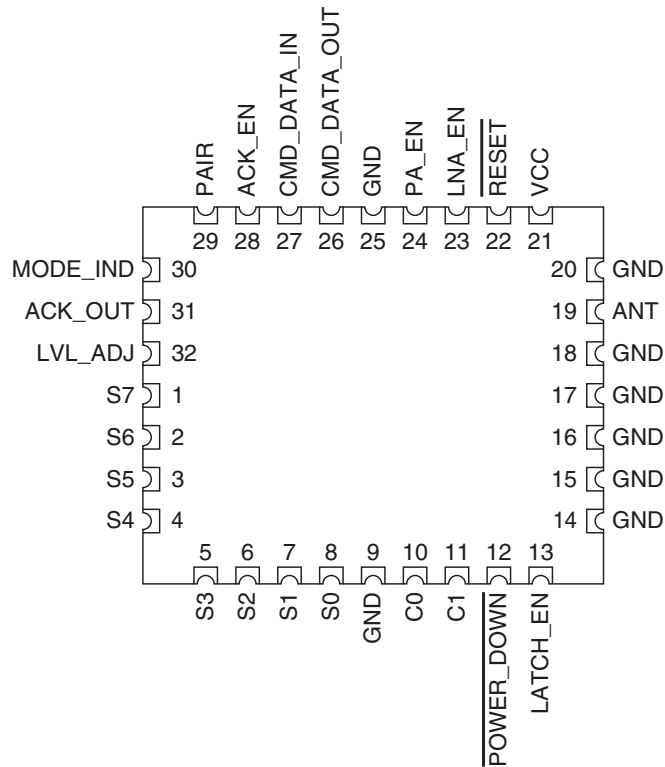 PAIR
ACK_EN
CMD_DATA_IN
CMD_DATA_OUT
GND
PA_EN
LNA_EN
RESET
VCC
29 28 27 26 25 24 23 22 21
MODE_IND 30 20 GND
ACK_OUT 31 19 ANT
LVL_ADJ 32 18 GND
S7 1 17 GND
S6 2 16 GND
S5 3 15 GND
S4 4 14 GND
5 6 7 8 9 10 11 12 13
S3
S2
S1
S0
GND
C0
C1
POWER_DOWN
LATCH_EN